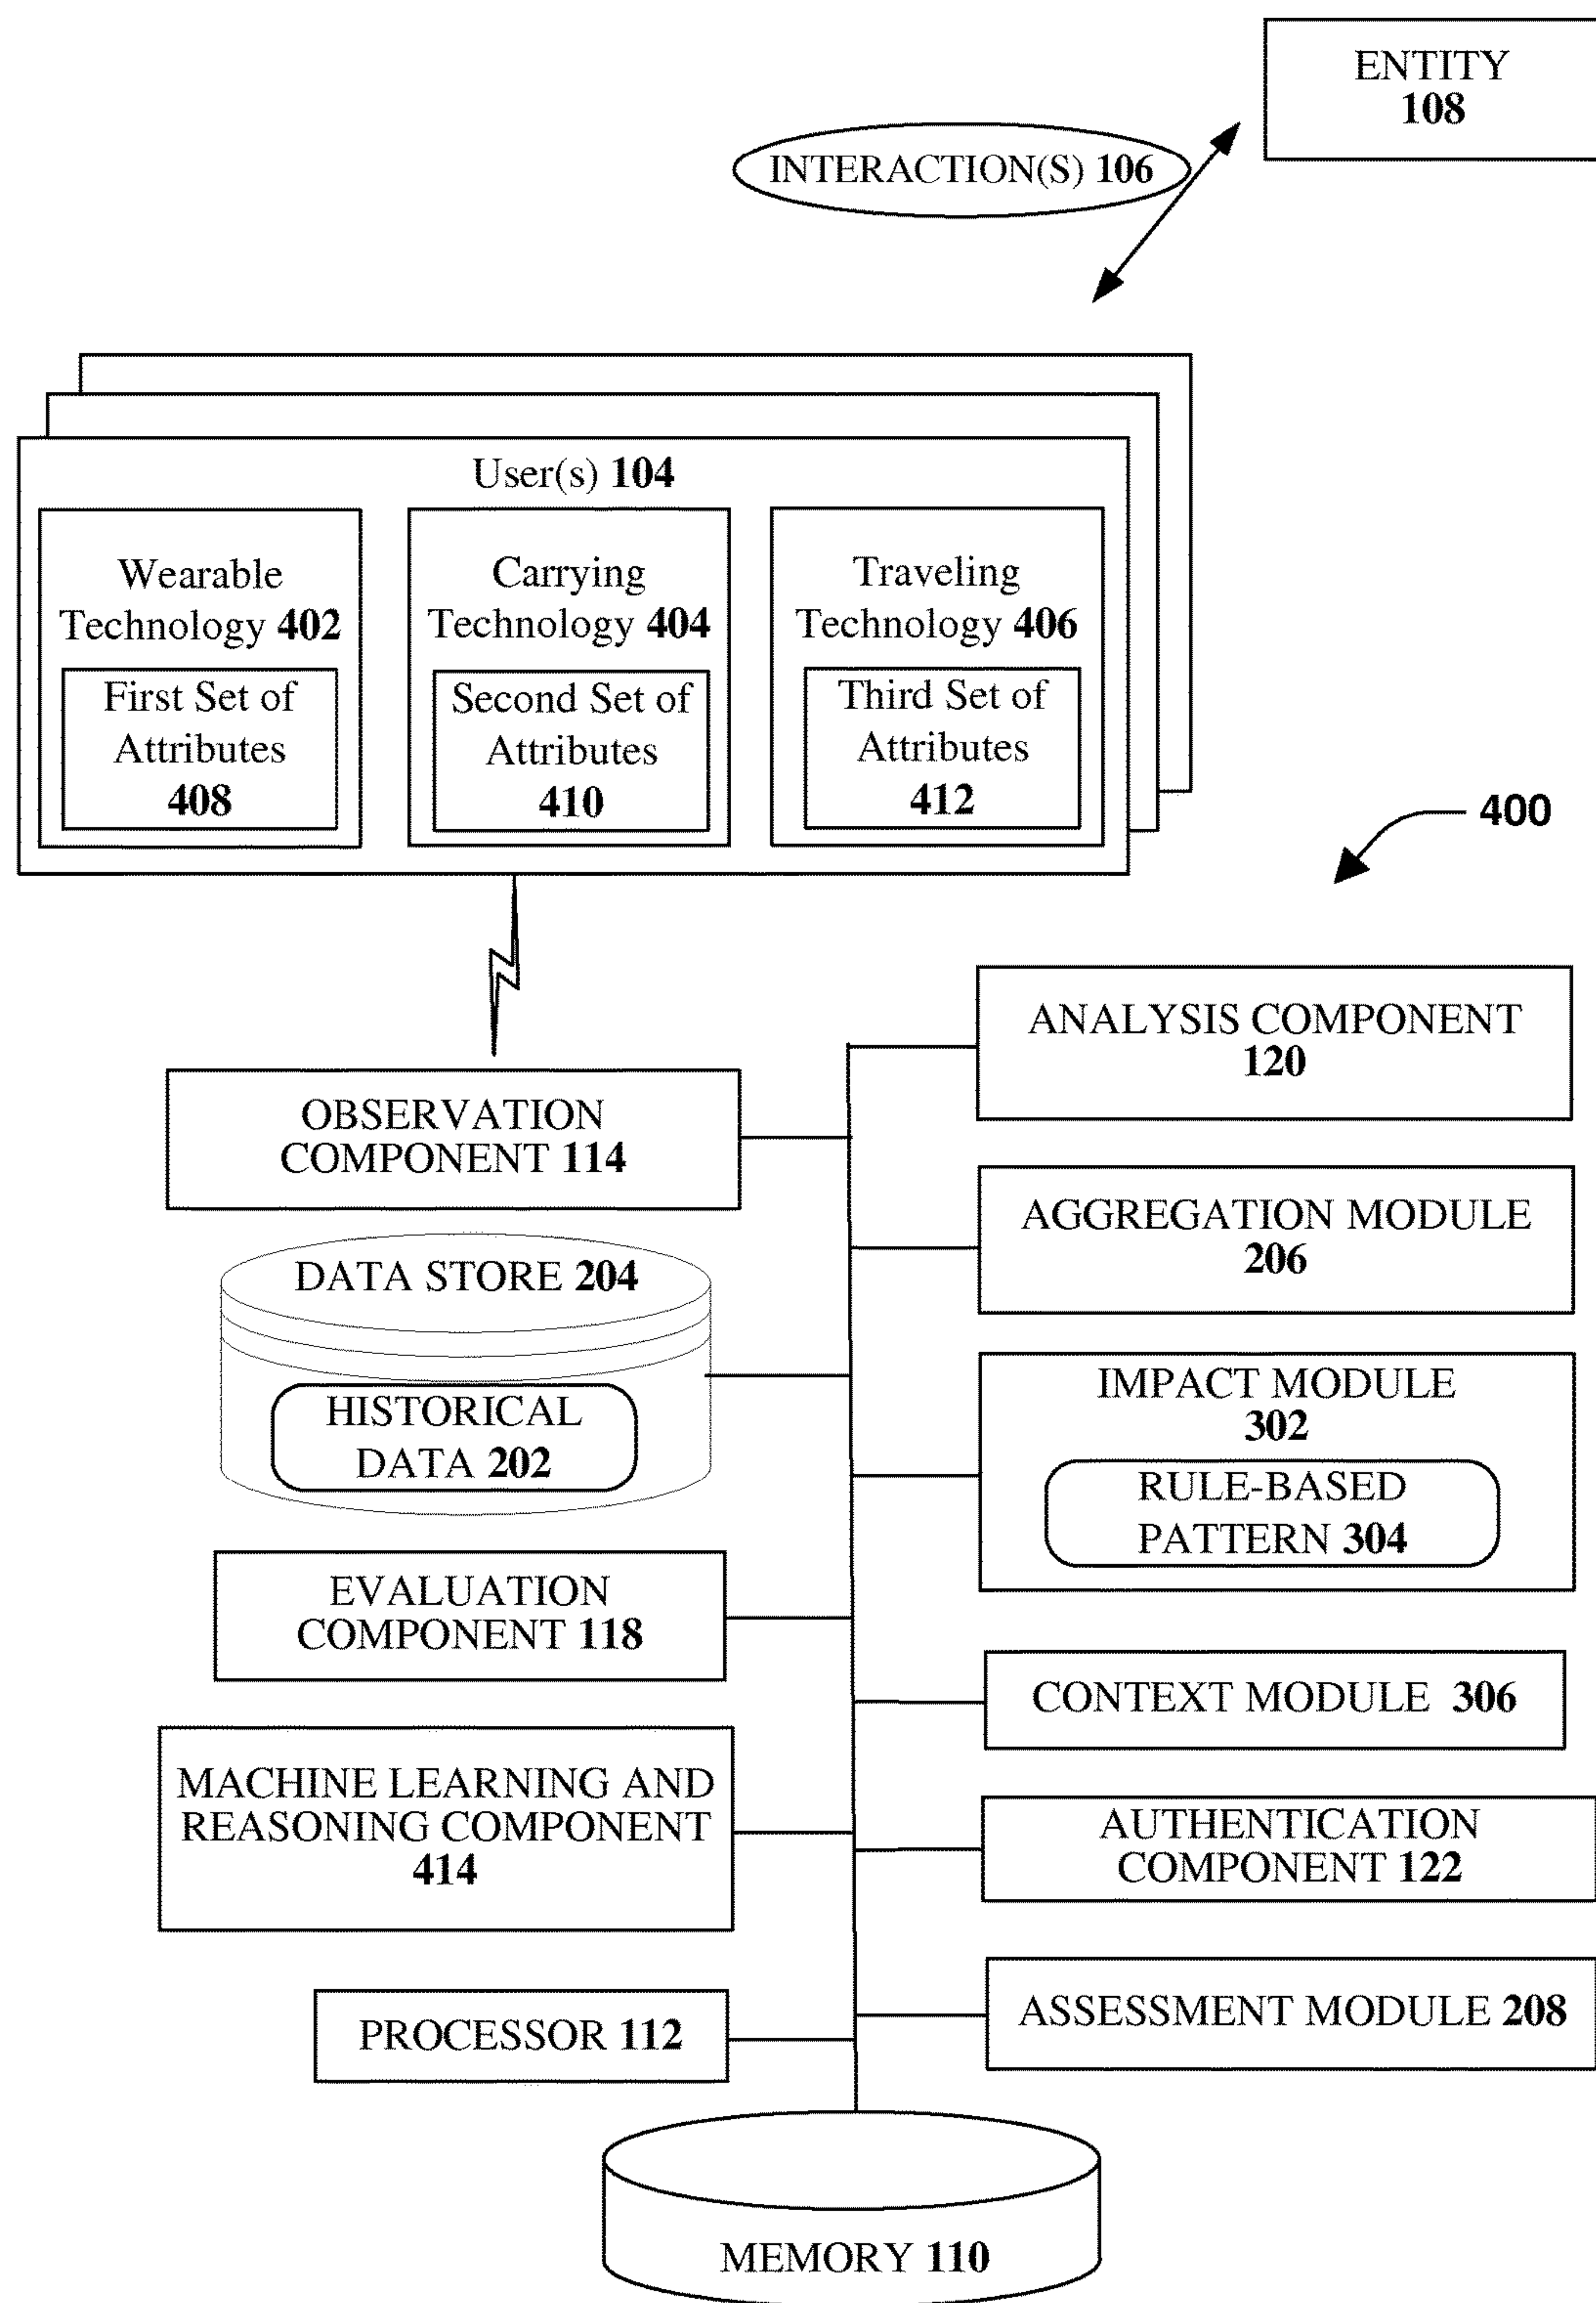 ENTITY
108
INTERACTION(S) 106
User(s) 104
Wearable
Technology 402
First Set of
Attributes
408
Carrying
Technology 404
Second Set of
Attributes
410
Traveling
Technology 406
Third Set of
Attributes
412
400
OBSERVATION
COMPONENT 114
DATA STORE 204
HISTORICAL
DATA 202
EVALUATION
COMPONENT 118
MACHINE LEARNING AND
REASONING COMPONENT
414
PROCESSOR 112
ANALYSIS COMPONENT
120
AGGREGATION MODULE
206
IMPACT MODULE
302
RULE-BASED
PATTERN 304
CONTEXT MODULE 306
AUTHENTICATION
COMPONENT 122
ASSESSMENT MODULE 208
MEMORY 110